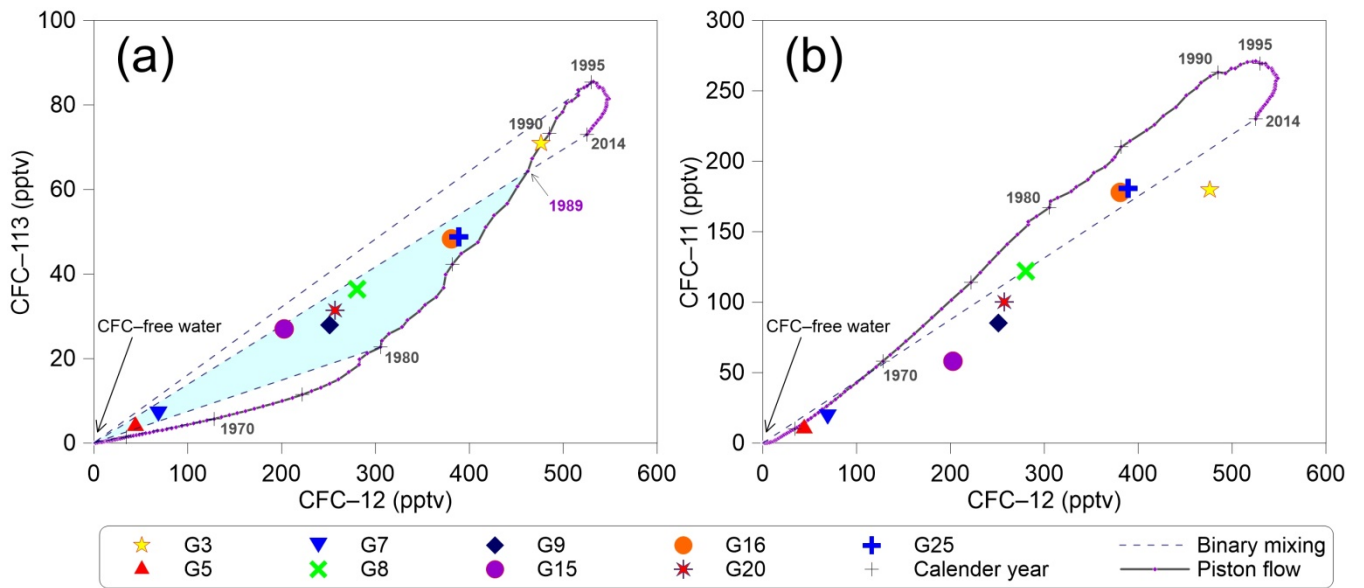 (a)
100
80
60
40
20
0
CFC–113 (pptv)
0 100 200 300 400 500 600
CFC–12 (pptv)
1995
1990
2014
1989
1980
1970
CFC–free water
(b)
300
250
200
150
100
50
0
CFC–11 (pptv)
0 100 200 300 400 500 600
CFC–12 (pptv)
1995
1990
2014
1980
1970
CFC–free water
G3 G7 G9 G16 G25 Binary mixing
G5 G8 G15 G20 Calender year Piston flow